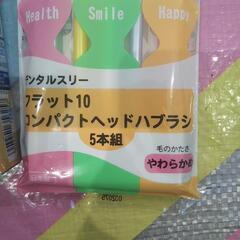 Health Smile Happy
デンタルスリー
フラット10
コンパクトヘッドハブラシ
5本組
毛のかたさ
やわらかめ